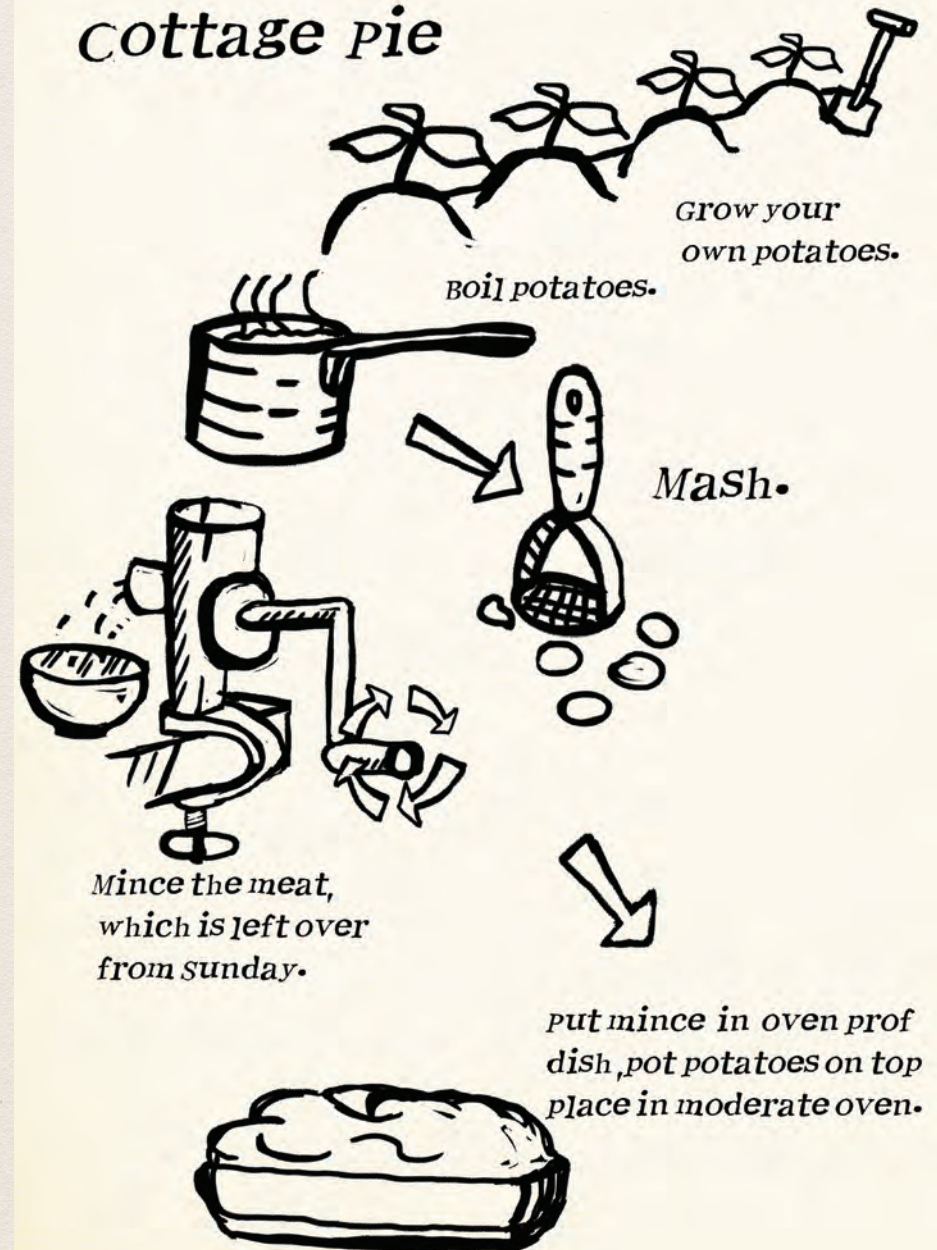 Cottage Pie
Grow your
own potatoes.
Boil potatoes.
Mash.
Mince the meat,
which is left over
from Sunday.
Put mince in oven prof
dish, pot potatoes on top
place in moderate oven.